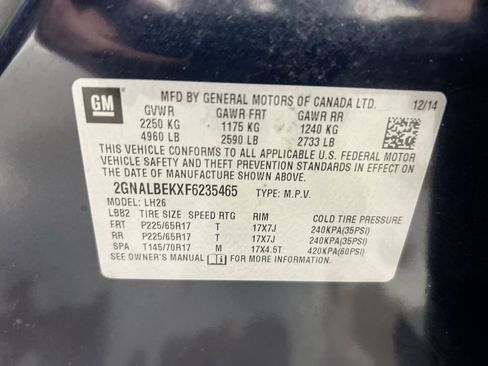 GM
MFD BY GENERAL MOTORS OF CANADA LTD. 12/14
GVWR GAWR FRT GAWR RR
2250 KG 1175 KG 1240 KG
4960 LB 2590 LB 2733 LB
THIS VEHICLE CONFORMS TO ALL APPLICABLE U.S. FEDERAL MOTOR
VEHICLE SAFETY AND THEFT PREVENTION STANDARDS IN EFFECT
ON THE DATE OF MANUFACTURE SHOWN ABOVE.
2GNALBEKXF6235465 TYPE: M.P.V.
MODEL: LH26
LBB2 TIRE SIZE SPEED RTG RIM COLD TIRE PRESSURE
FRT P225/65R17 T 17X7J 240KPA(35PSI)
RR P225/65R17 T 17X7J 240KPA(35PSI)
SPA T145/70R17 M 17X4.5T 420KPA(60PSI)
SEE OWNER'S MANUAL FOR MORE INFORMATION